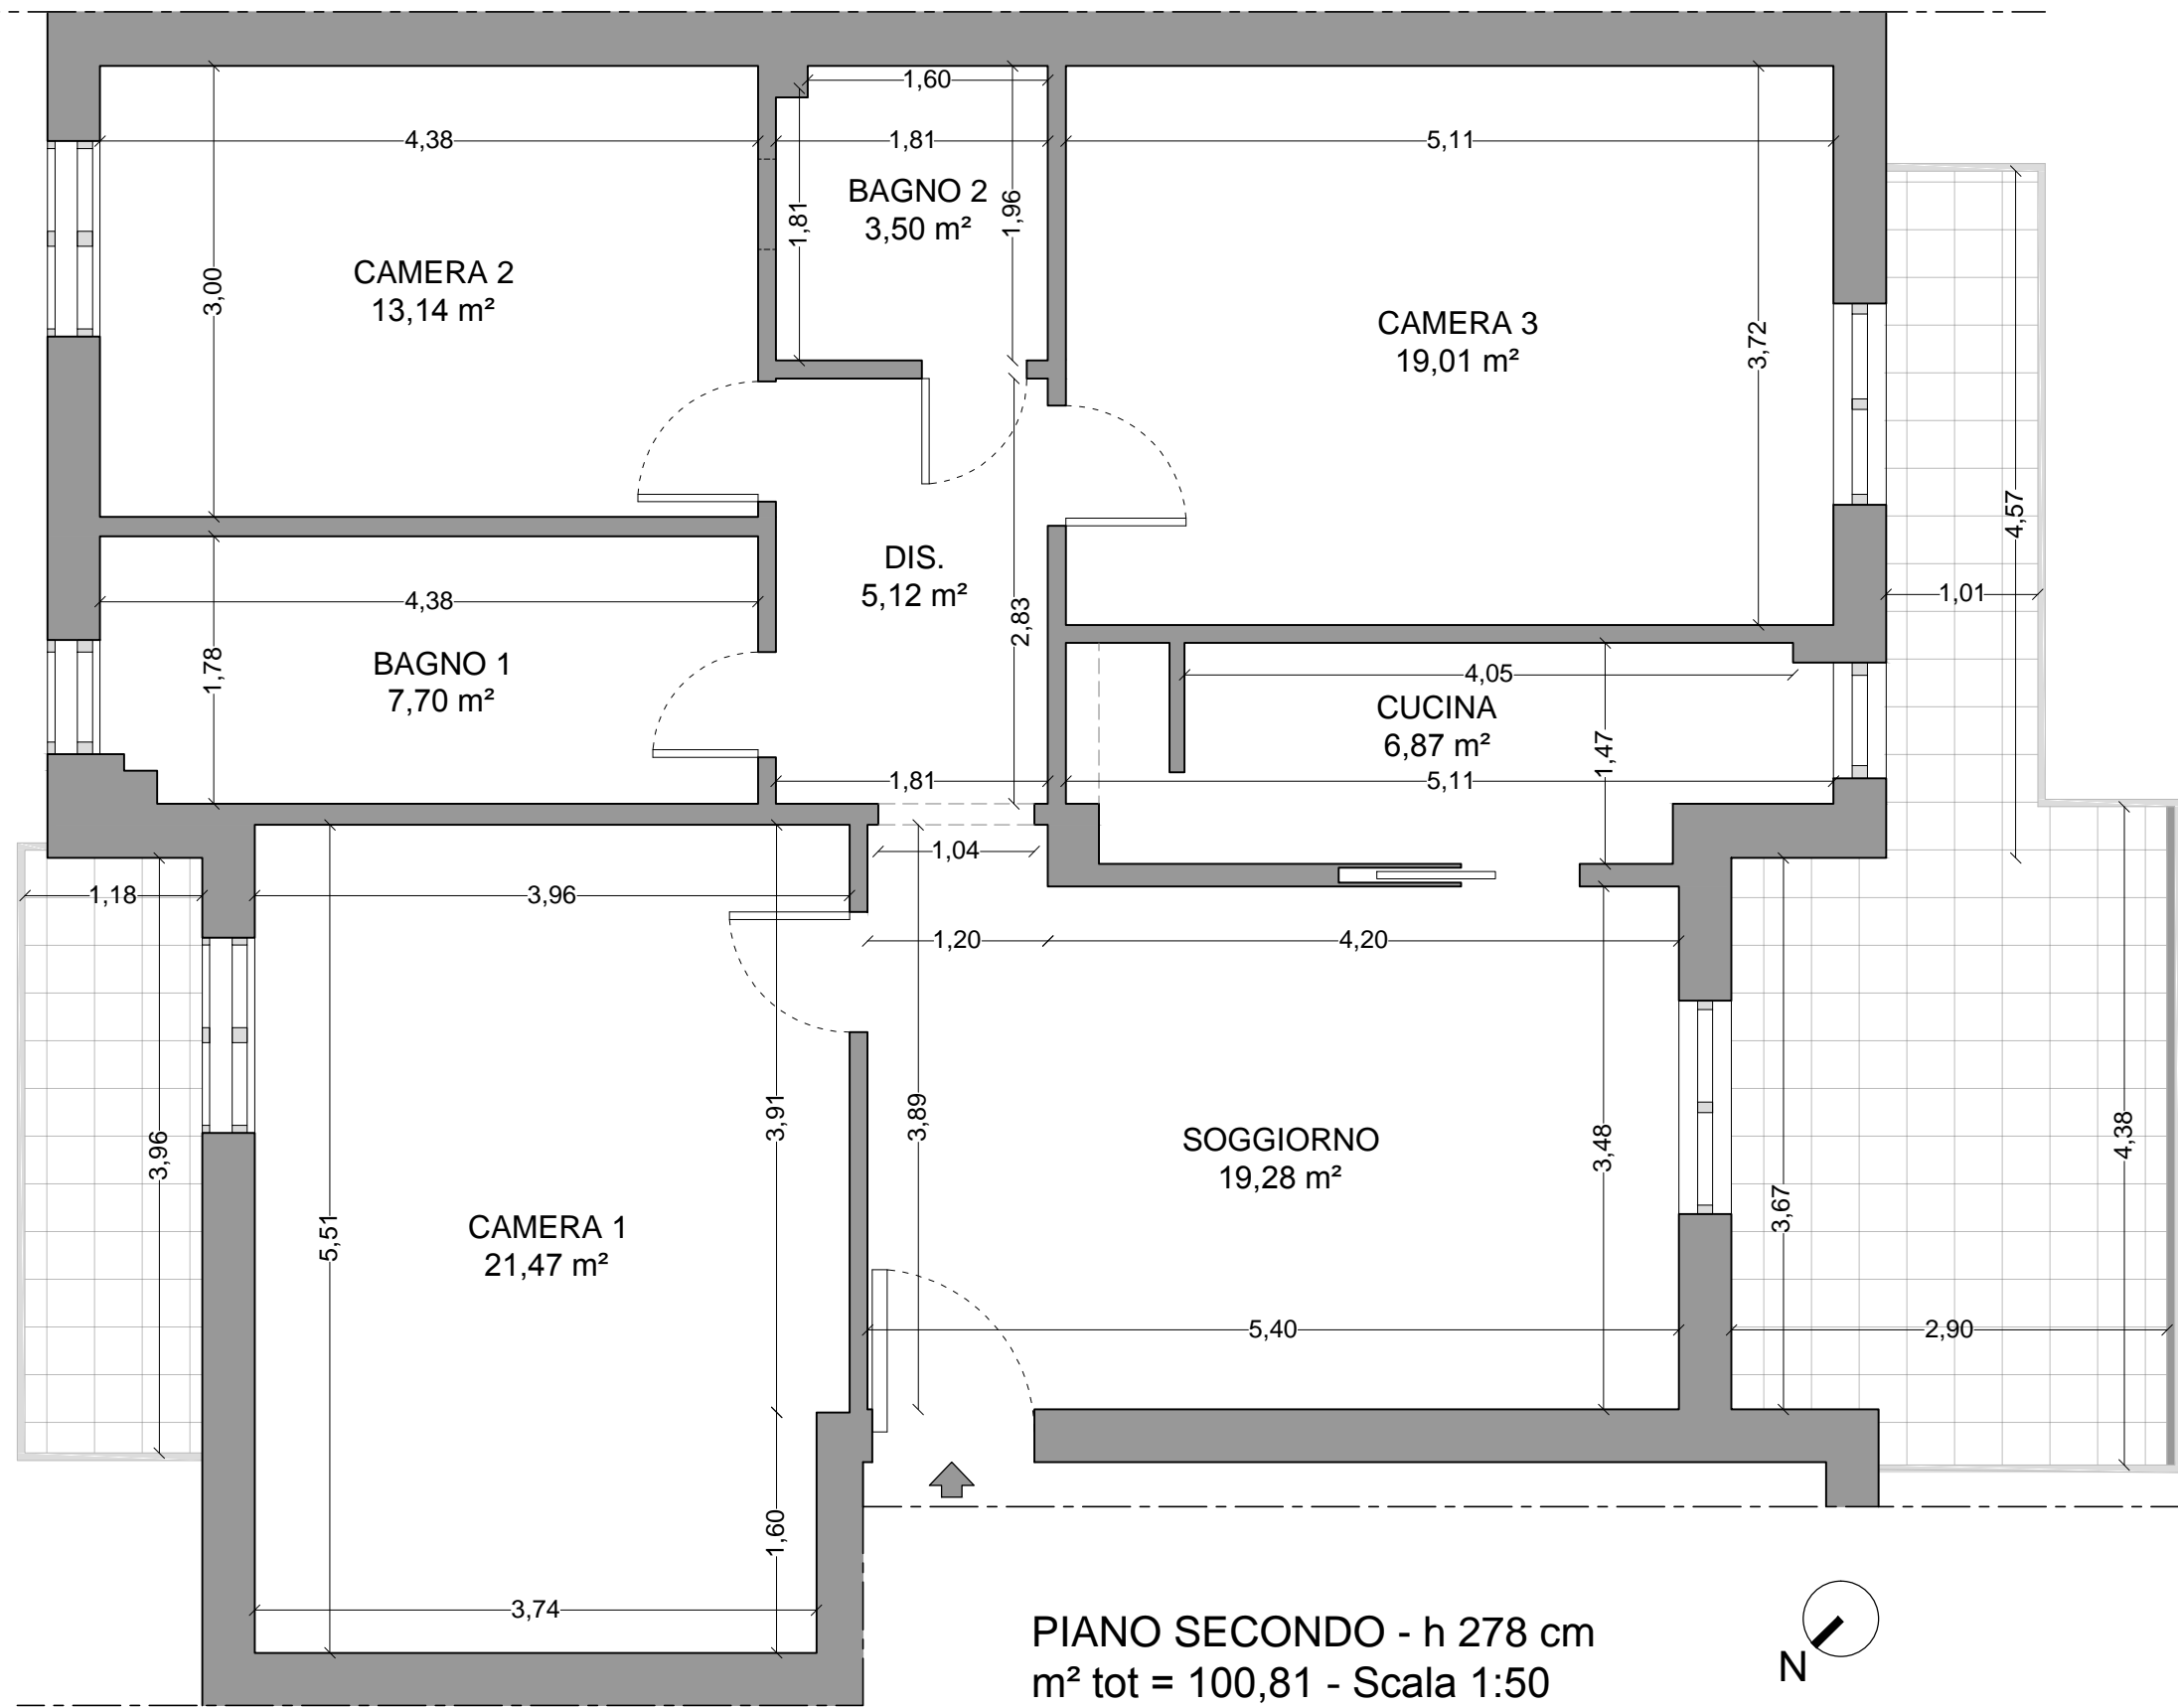 1,60
4,38
1,81
5,11
BAGNO 2
3,50 m²
1,81
1,96
CAMERA 2
13,14 m²
3,00
CAMERA 3
19,01 m²
3,72
4,57
DIS.
5,12 m²
4,38
2,83
1,01
BAGNO 1
7,70 m²
1,78
4,05
CUCINA
6,87 m²
1,47
1,81
5,11
1,04
1,18
3,96
1,20
4,20
3,91
3,89
3,96
SOGGIORNO
19,28 m²
3,48
4,38
3,67
5,51
CAMERA 1
21,47 m²
5,40
2,90
1,60
3,74
PIANO SECONDO - h 278 cm
m² tot = 100,81 - Scala 1:50
N